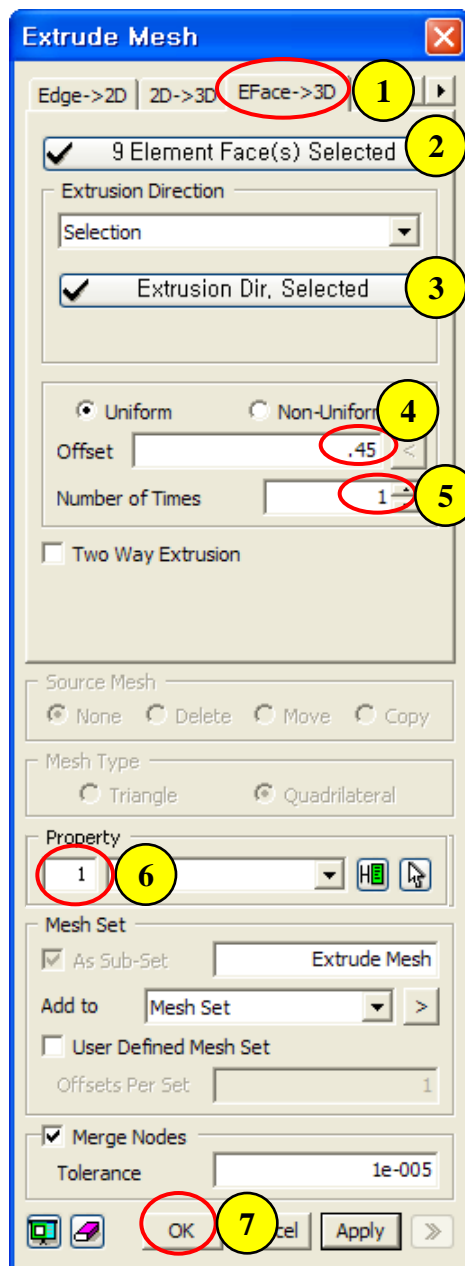 Extrude Mesh
Edge->2D 2D->3D EFace->3D 1
9 Element Face(s) Selected 2
Extrusion Direction
Selection
Extrusion Dir, Selected 3
Uniform Non-Uniform 4
Offset .45 <
Number of Times 1 5
Two Way Extrusion
Source Mesh
None Delete Move Copy
Mesh Type
Triangle Quadrilateral
Property
1 6
Mesh Set
As Sub-Set Extrude Mesh
Add to Mesh Set >
User Defined Mesh Set
Offsets Per Set 1
Merge Nodes
Tolerance 1e-005
OK 7 Apply